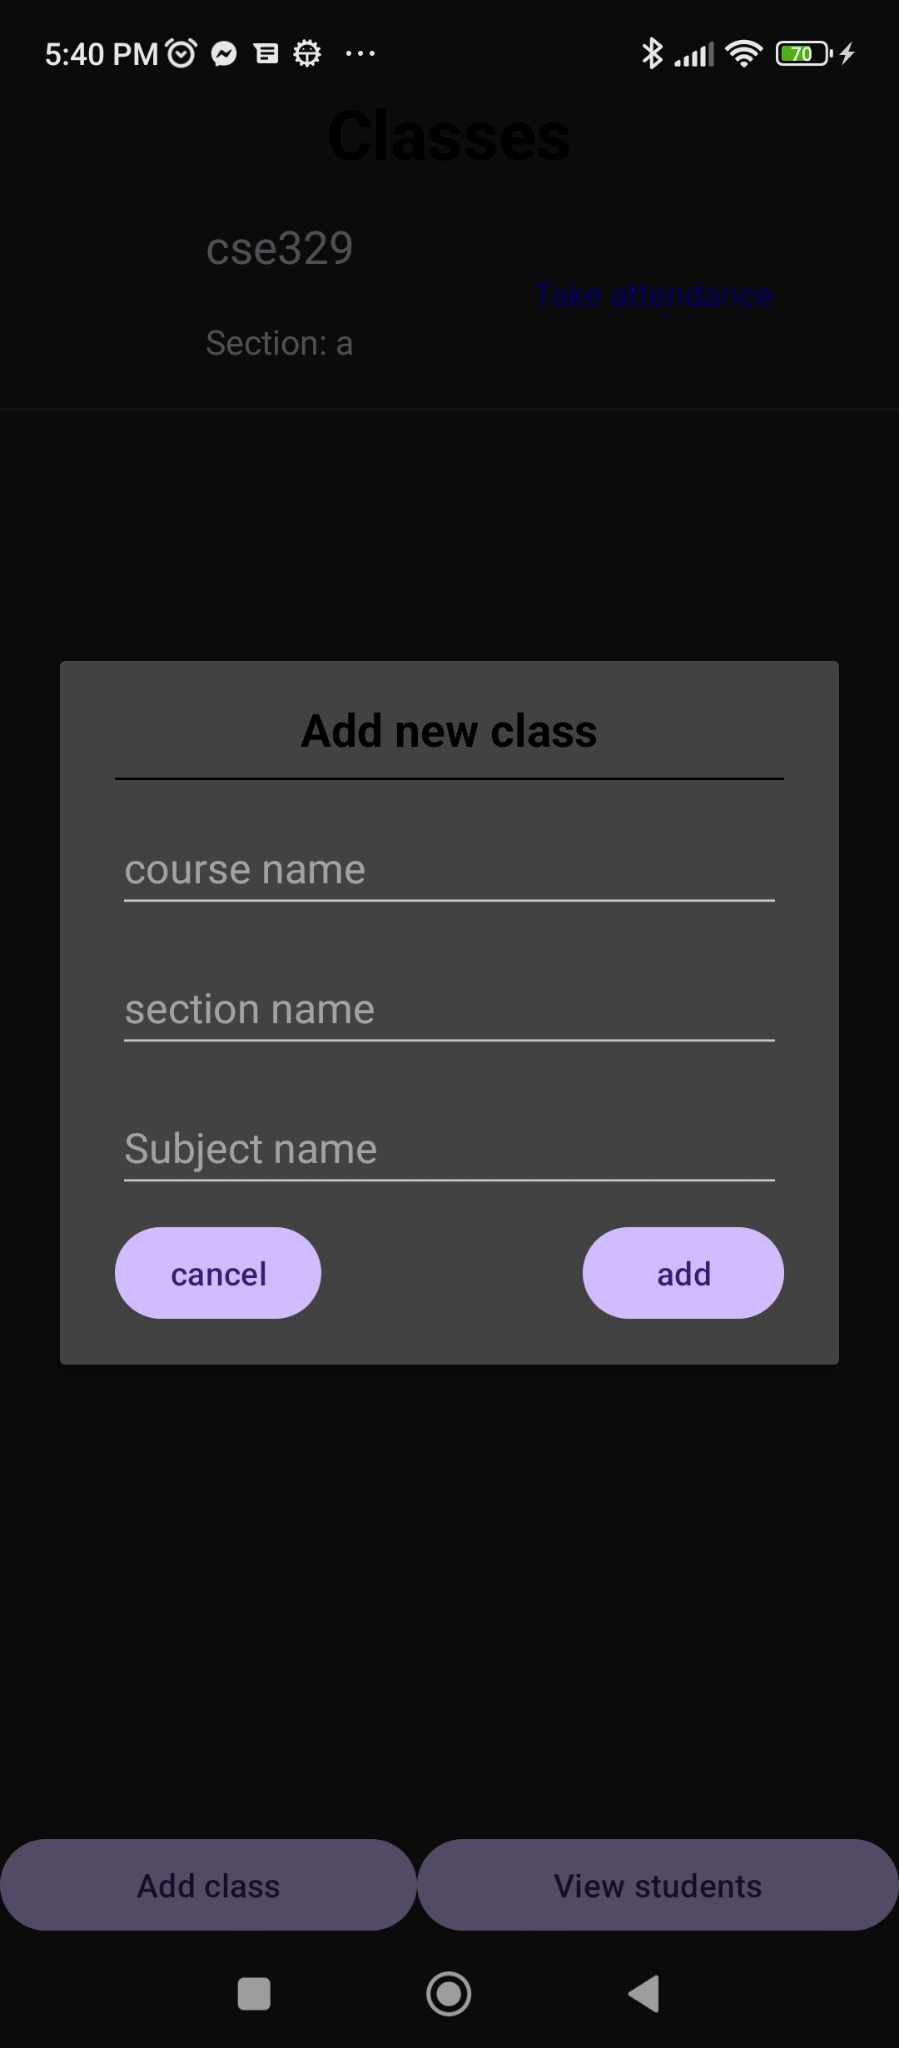 5:40 PM 70
Classes
cse329
Take attendance
Section: a
Add new class
course name
section name
Subject name
cancel add
Add class View students